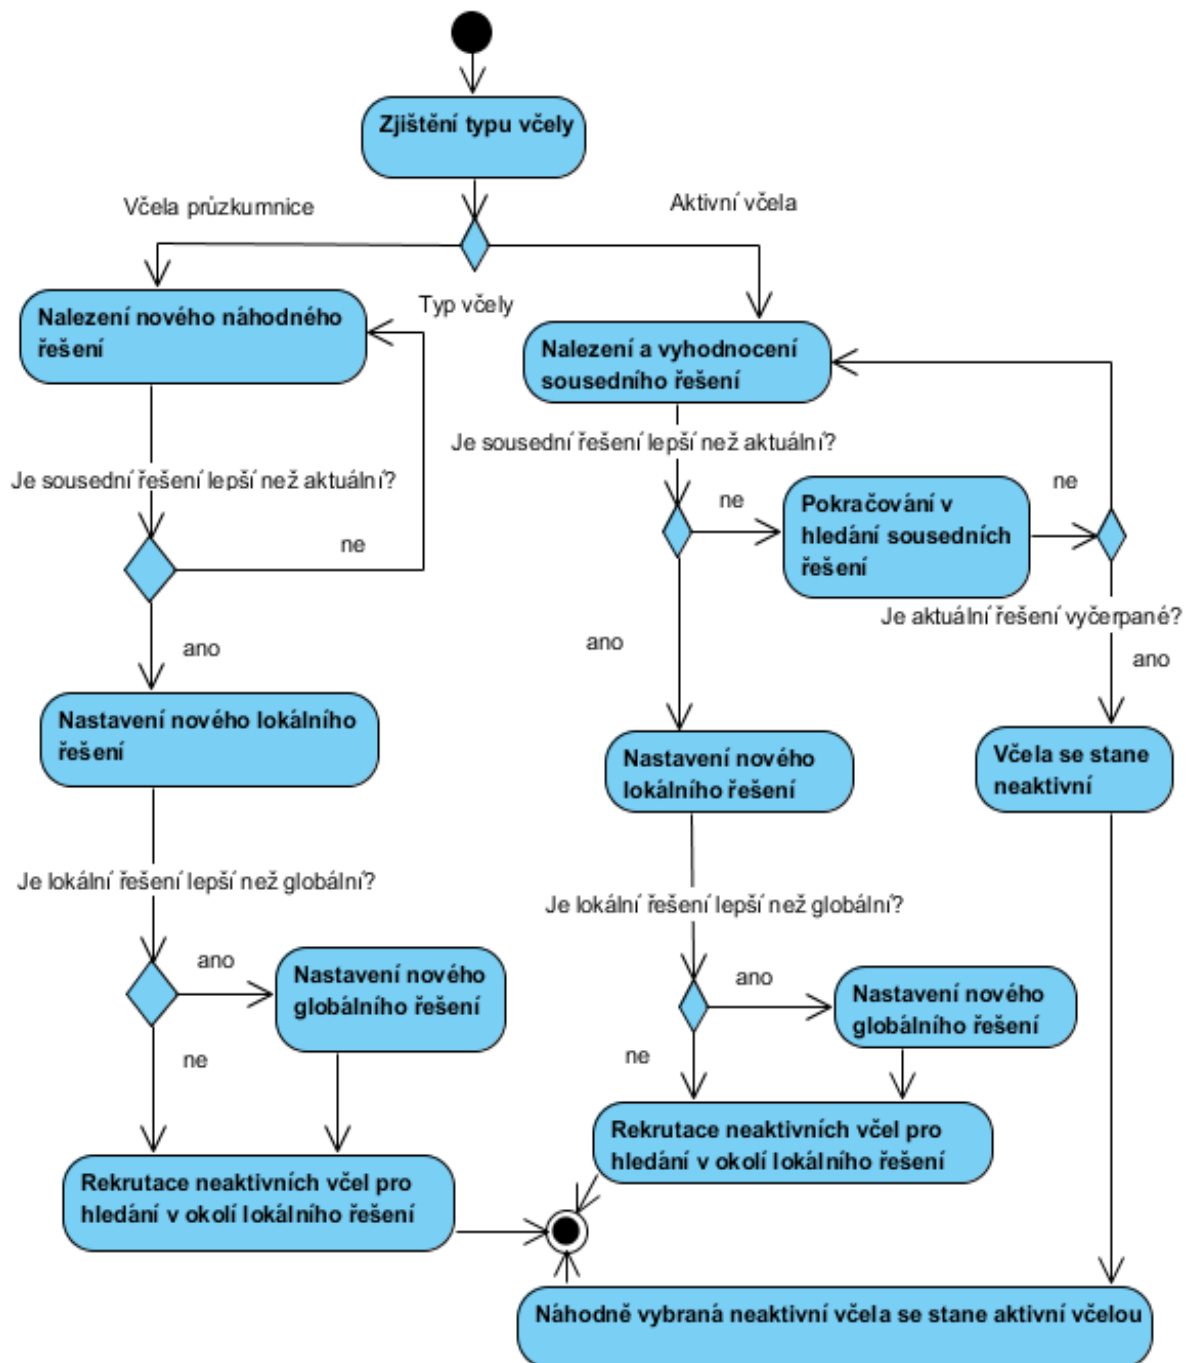 Zjištění typu včely
Včela průzkumnice
Aktivní včela
Typ včely
Nalezení nového náhodného
řešení
Nalezení a vyhodnocení
sousedního řešení
Je sousední řešení lepší než aktuální?
Je sousední řešení lepší než aktuální?
ne
ne
Pokračování v
hledání sousedních
řešení
ne
Je aktuální řešení vyčerpané?
ano
ano
ano
Nastavení nového lokálního
řešení
Nastavení nového
lokálního řešení
Včela se stane
neaktivní
Je lokální řešení lepší než globální?
Je lokální řešení lepší než globální?
ano
Nastavení nového
globálního řešení
ano
Nastavení nového
globálního řešení
ne
ne
Rekrutace neaktivních včel pro
hledání v okolí lokálního řešení
Rekrutace neaktivních včel pro
hledání v okolí lokálního řešení
Náhodně vybraná neaktivní včela se stane aktivní včelou